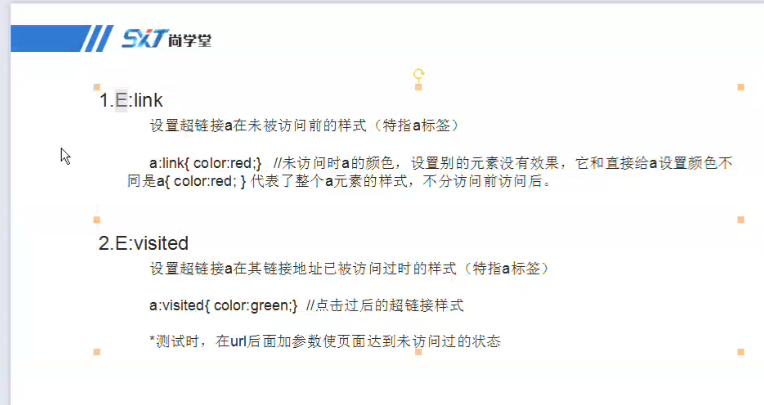 SXT 尚学堂
1.E:link
设置超链接a在未被访问前的样式（特指a标签）
a:link{ color:red;} //未访问时a的颜色，设置别的元素没有效果，它和直接给a设置颜色不
同是a{ color:red; } 代表了整个a元素的样式，不分访问前访问后。
2.E:visited
设置超链接a在其链接地址已被访问过时的样式（特指a标签）
a:visited{ color:green;} //点击过后的超链接样式
*测试时，在url后面加参数使页面达到未访问过的状态